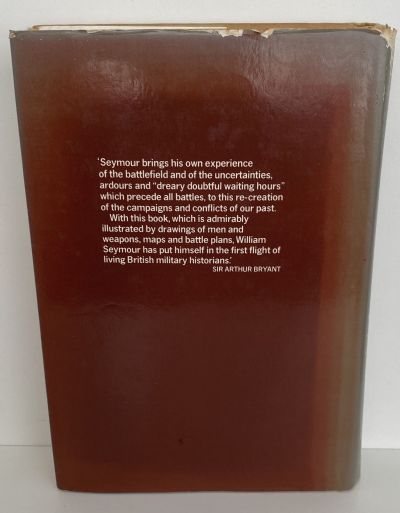 'Seymour brings his own experience
of the battlefield and of the uncertainties,
ardours and "dreary doubtful waiting hours"
which precede all battles, to this re-creation
of the campaigns and conflicts of our past.
With this book, which is admirably
illustrated by drawings of men and
weapons, maps and battle plans, William
Seymour has put himself in the first flight of
living British military historians.'
SIR ARTHUR BRYANT